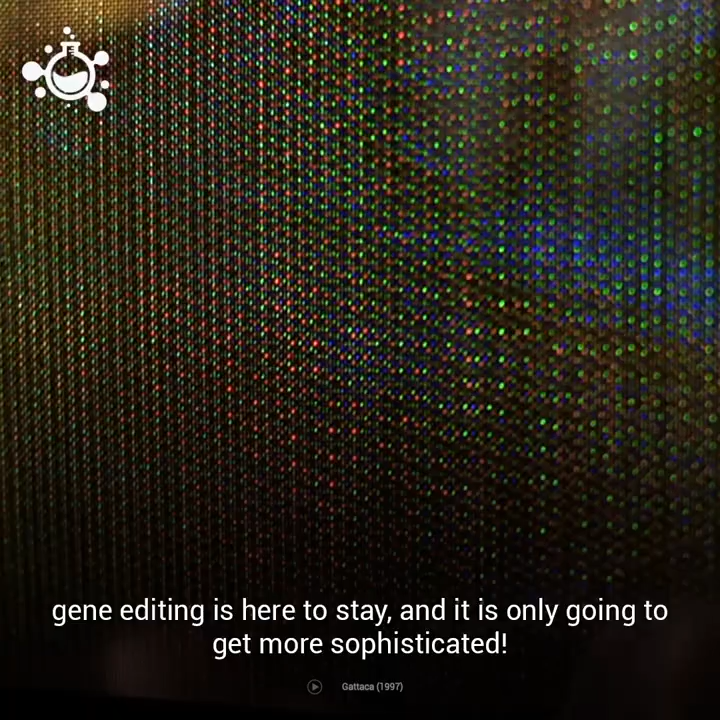 gene editing is here to stay, and it is only going to
get more sophisticated!
Gattaca (1997)